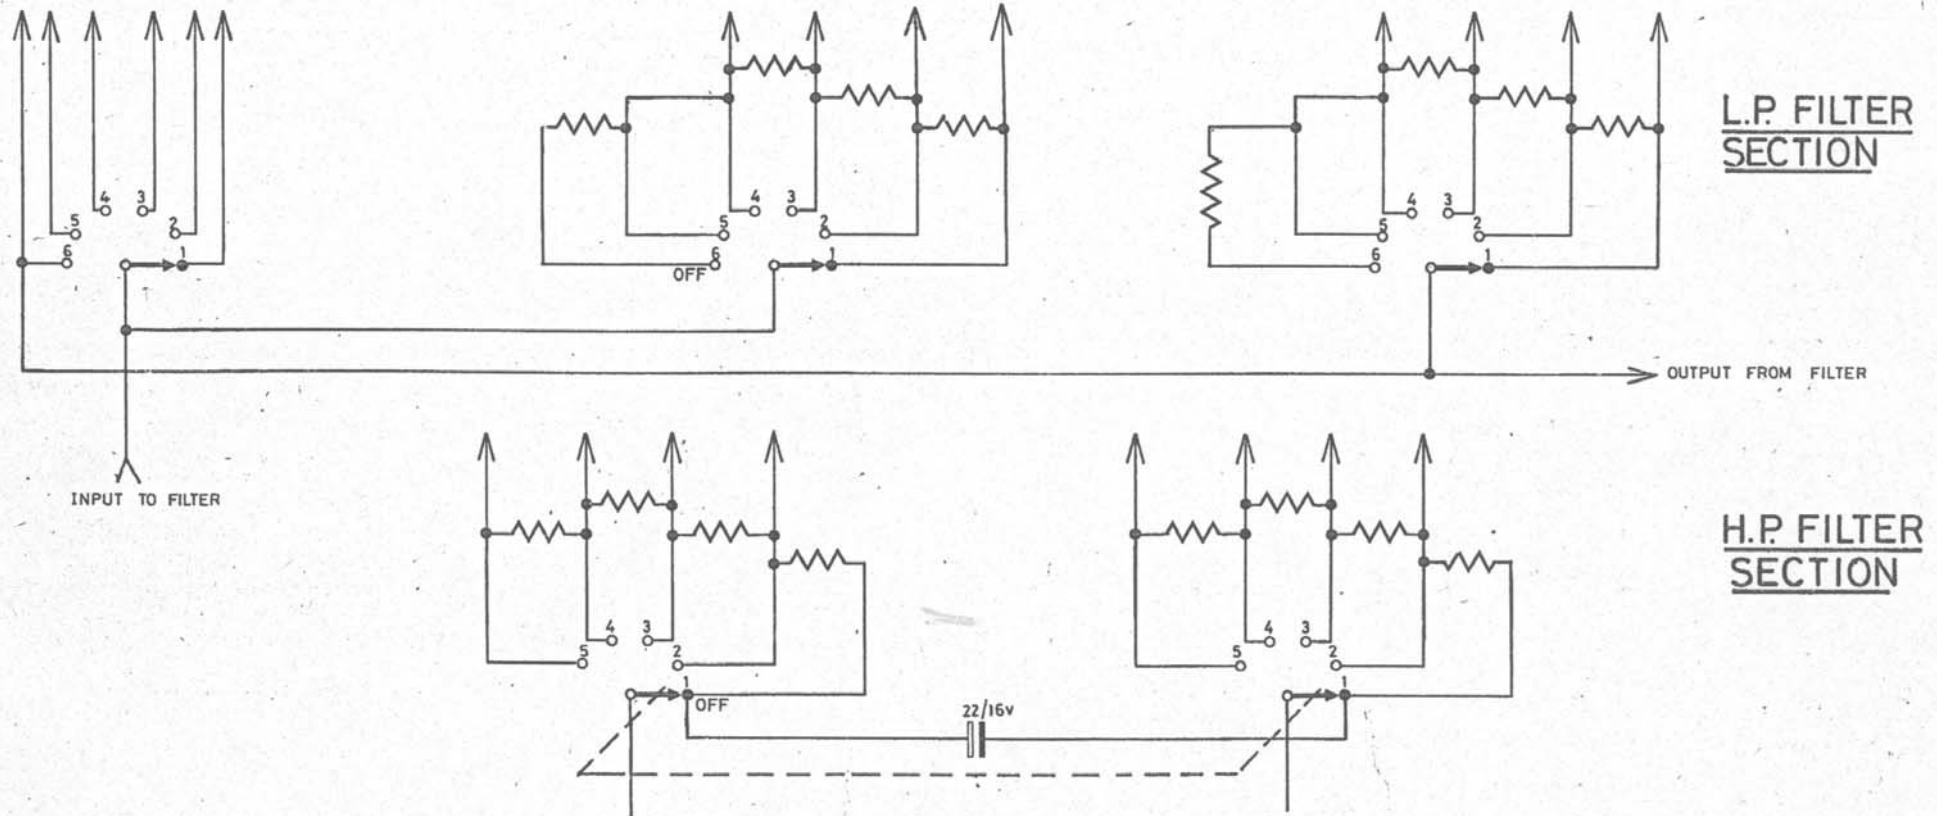 L.P. FILTER
SECTION
4 3
5 2
6 1
4 3
5 2
6 1
OFF
4 3
5 2
6 1
OUTPUT FROM FILTER
INPUT TO FILTER
H.P. FILTER
SECTION
4 3
5 2
1
OFF
22/16v
4 3
5 2
1